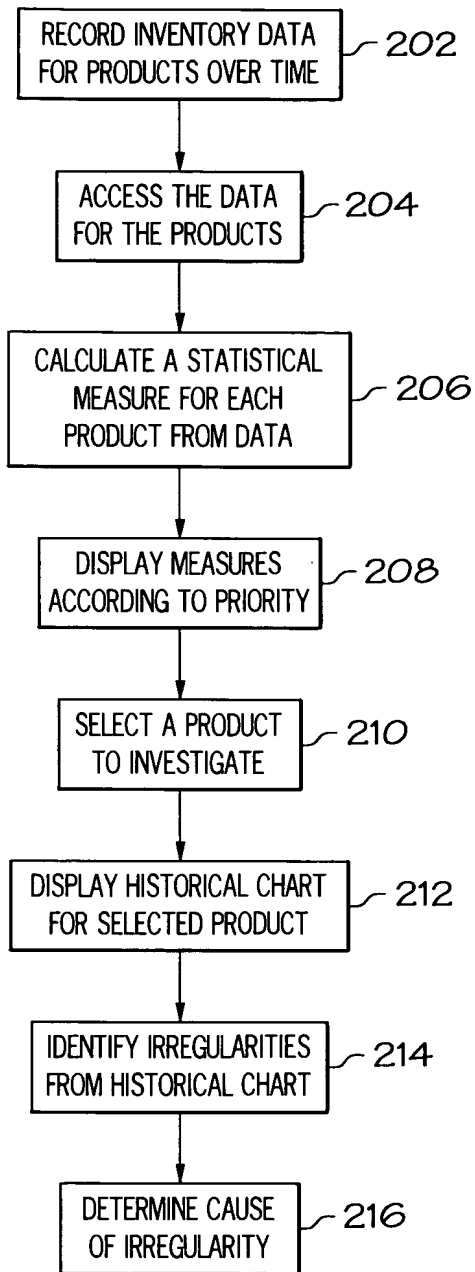 RECORD INVENTORY DATA
FOR PRODUCTS OVER TIME
202
ACCESS THE DATA
FOR THE PRODUCTS
204
CALCULATE A STATISTICAL
MEASURE FOR EACH
PRODUCT FROM DATA
206
DISPLAY MEASURES
ACCORDING TO PRIORITY
208
SELECT A PRODUCT
TO INVESTIGATE
210
DISPLAY HISTORICAL CHART
FOR SELECTED PRODUCT
212
IDENTIFY IRREGULARITIES
FROM HISTORICAL CHART
214
DETERMINE CAUSE
OF IRREGULARITY
216